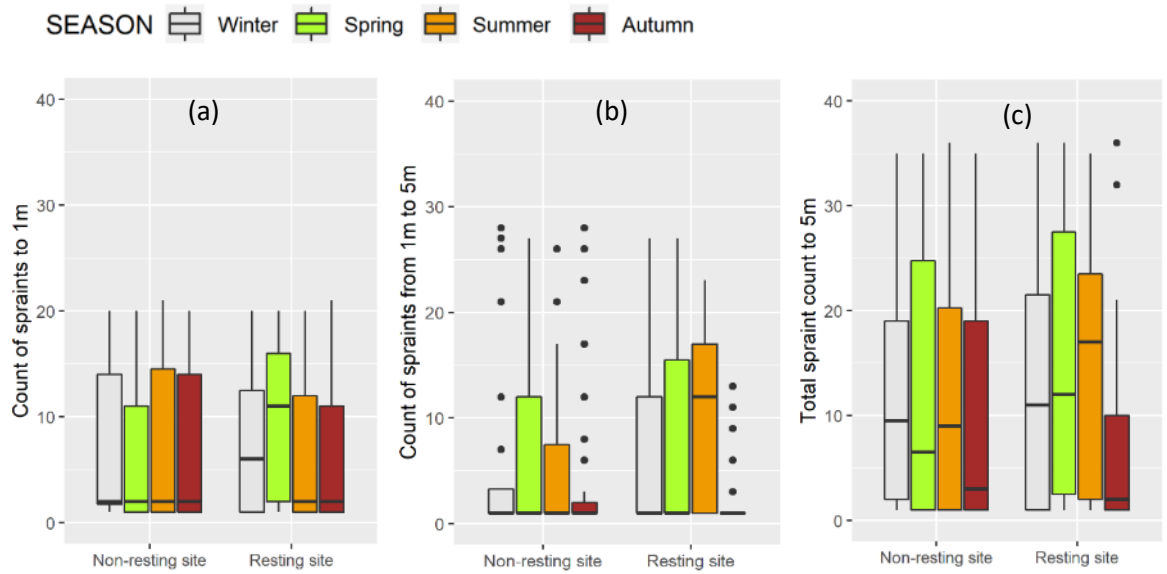 SEASON Winter Spring Summer Autumn
(a)
Count of spraints to 1m
40
30
20
10
0
Non-resting site Resting site
(b)
Count of spraints from 1m to 5m
40
30
20
10
0
Non-resting site Resting site
(c)
Total spraint count to 5m
40
30
20
10
0
Non-resting site Resting site